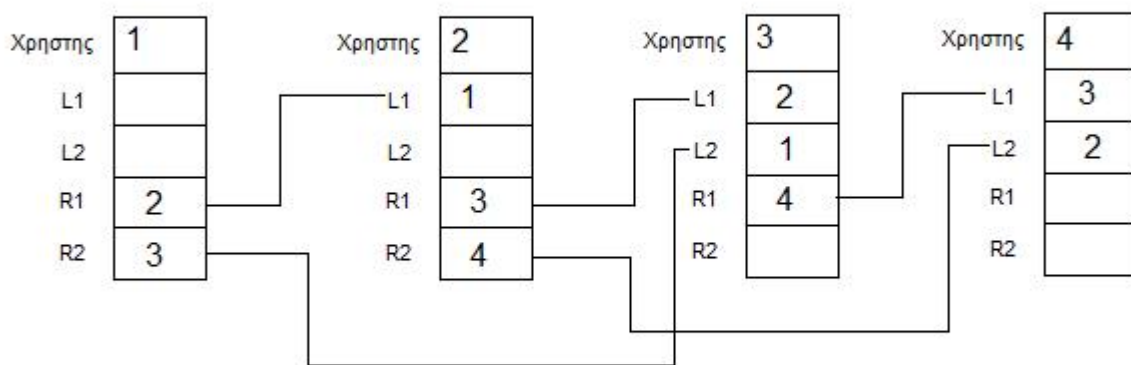 Χρηστης 1 Χρηστης 2 Χρηστης 3 Χρηστης 4
L1 L1 1 L1 2 L1 3
L2 L2 L2 1 L2 2
R1 2 R1 3 R1 4 R1
R2 3 R2 4 R2 R2